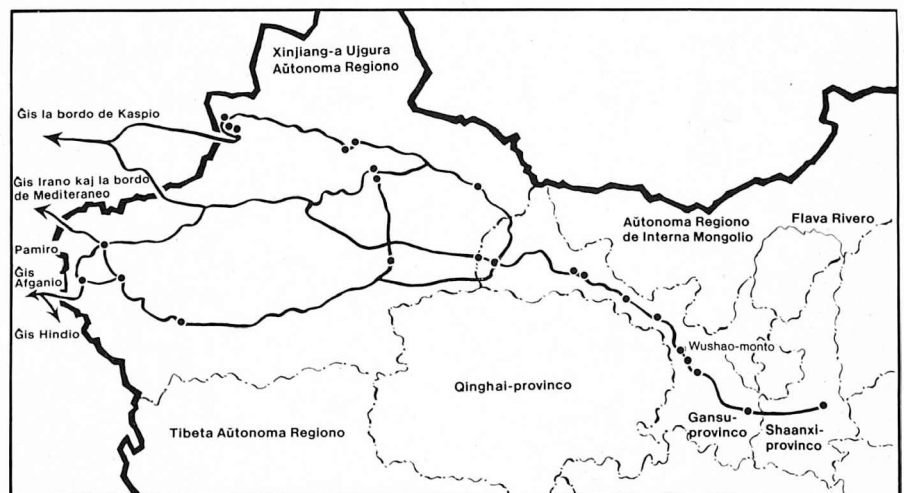 Xinjiang-a Ujgura
Aŭtonoma Regiono
Ĝis la bordo de Kaspio
Ĝis Irano kaj la bordo
de Mediteraneo
Pamiro
Ĝis
Afganio
Ĝis Hindio
Aŭtonoma Regiono
de Interna Mongolio
Flava Rivero
Wushao-monto
Qinghai-provinco
Tibeta Aŭtonoma Regiono
Gansu-
provinco
Shaanxi-
provinco